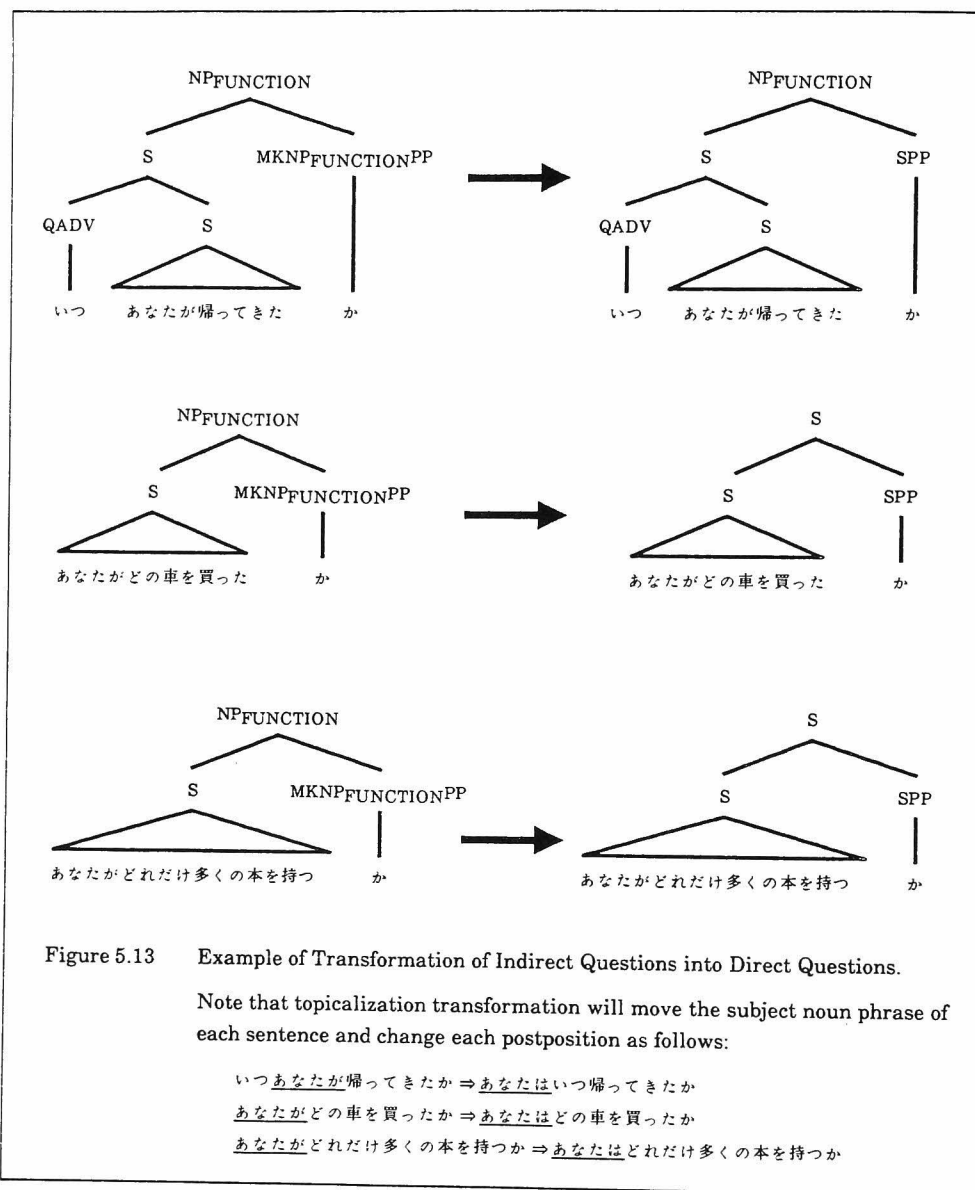 NPFUNCTION NPFUNCTION
S MKNPFUNCTIONPP S SPP
QADV S QADV S
いつ あなたが帰ってきた か いつ あなたが帰ってきた か
NPFUNCTION S
S MKNPFUNCTIONPP S SPP
あなたがどの車を買った か あなたがどの車を買った か
NPFUNCTION S
S MKNPFUNCTIONPP S SPP
あなたがどれだけ多くの本を持つ か あなたがどれだけ多くの本を持つ か
Figure 5.13 Example of Transformation of Indirect Questions into Direct Questions.
Note that topicalization transformation will move the subject noun phrase of
each sentence and change each postposition as follows:
いつあなたが帰ってきたか ⇒ あなたはいつ帰ってきたか
あなたがどの車を買ったか ⇒ あなたはどの車を買ったか
あなたがどれだけ多くの本を持つか ⇒ あなたはどれだけ多くの本を持つか